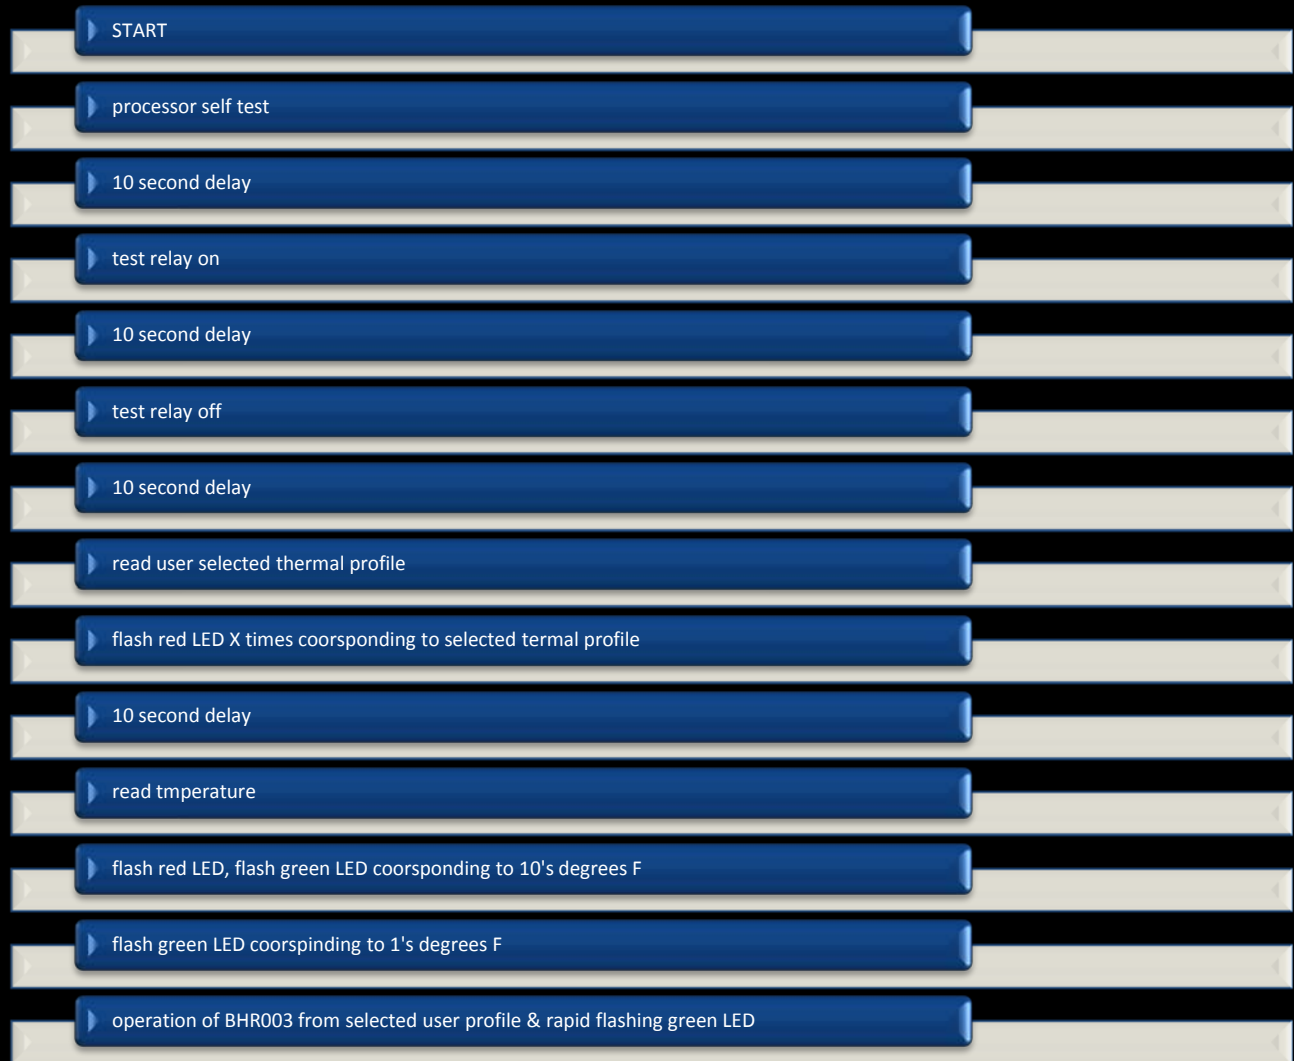 START
processor self test
10 second delay
test relay on
10 second delay
test relay off
10 second delay
read user selected thermal profile
flash red LED X times coorsponding to selected termal profile
10 second delay
read tmperature
flash red LED, flash green LED coorsponding to 10's degrees F
flash green LED coorspinding to 1's degrees F
operation of BHR003 from selected user profile & rapid flashing green LED